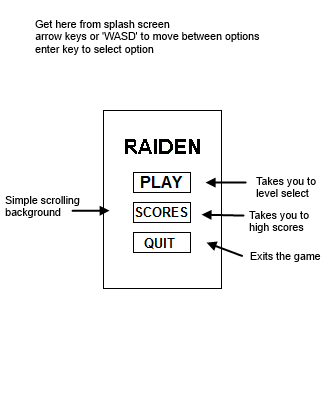 Get here from splash screen
arrow keys or 'WASD' to move between options
enter key to select option
RAIDEN
PLAY
Takes you to
level select
Simple scrolling
background
SCORES
Takes you to
high scores
QUIT
Exits the game